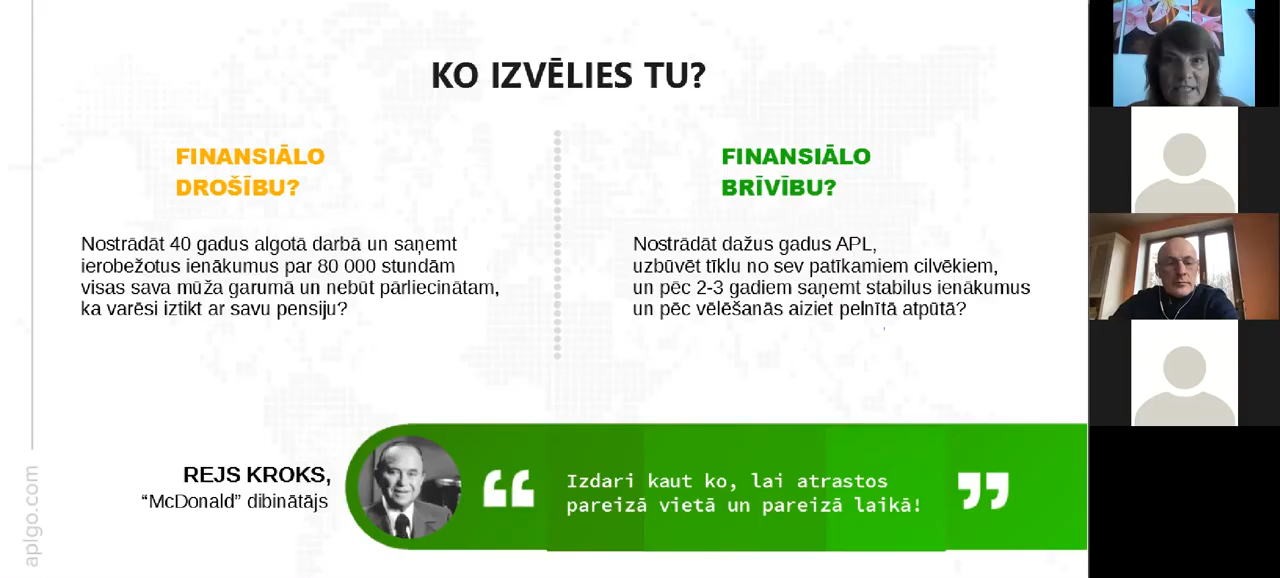 KO IZVĒLIES TU?
FINANSIĀLO
DROŠĪBU?
Nostrādāt 40 gadus algotā darbā un saņemt
ierobežotus ienākumus par 80 000 stundām
visas sava mūža garumā un nebūt pārliecinātam,
ka varēsi iztikt ar savu pensiju?
FINANSIĀLO
BRĪVĪBU?
Nostrādāt dažus gadus APL,
uzbūvēt tīklu no sev patīkamiem cilvēkiem,
un pēc 2-3 gadiem saņemt stabilus ienākumus
un pēc vēlēšanās aiziet pelnītā atpūtā?
REJS KROKS,
“McDonald” dibinātājs
“ Izdari kaut ko, lai atrastos
pareizā vietā un pareizā laikā! ”
aplgo.com